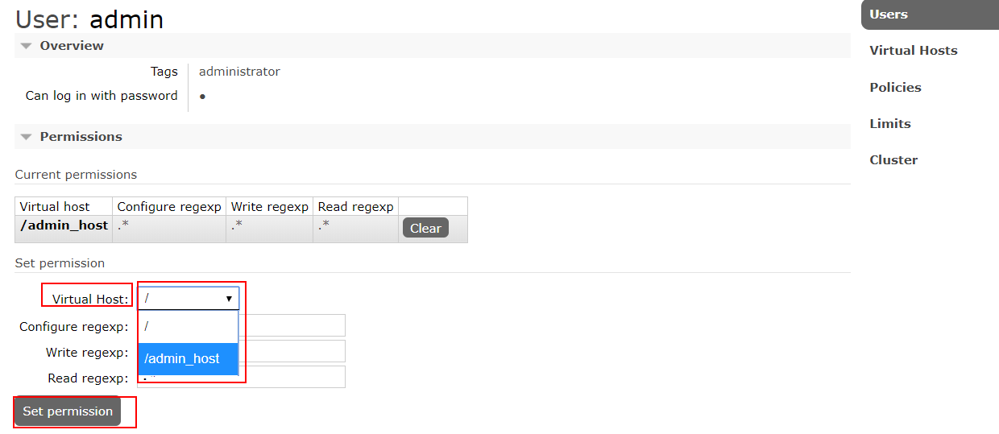 User: admin
Overview
Tags administrator
Can log in with password ●
Permissions
Current permissions
Virtual host Configure regexp Write regexp Read regexp
/admin_host .* .* .* Clear
Set permission
Virtual Host: / ▼
/
Configure regexp:
Write regexp:
/admin_host
Read regexp:
Set permission
Users
Virtual Hosts
Policies
Limits
Cluster